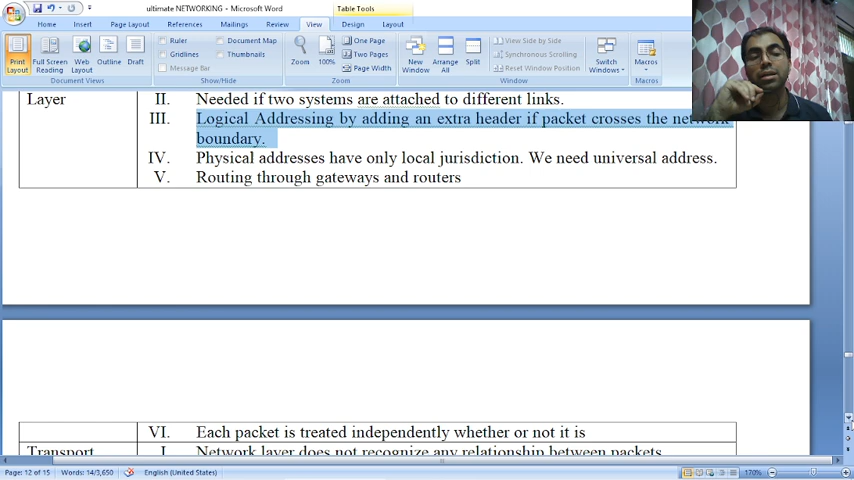 ultimate NETWORKING - Microsoft Word
Table Tools
Home Insert Page Layout References Mailings Review View Design Layout
Print Layout
Full Screen Reading
Web Layout
Outline
Draft
Document Views
Ruler
Gridlines
Message Bar
Document Map
Thumbnails
Show/Hide
Zoom
100%
One Page
Two Pages
Page Width
Zoom
New Window
Arrange All
Split
View Side by Side
Synchronous Scrolling
Reset Window Position
Window
Switch Windows
Macros
Macros
Layer II. Needed if two systems are attached to different links.
III. Logical Addressing by adding an extra header if packet crosses the network
boundary.
IV. Physical addresses have only local jurisdiction. We need universal address.
V. Routing through gateways and routers
VI. Each packet is treated independently whether or not it is
Transport I. Network layer does not recognize any relationship between packets
Page: 12 of 15 Words: 14/3,650 English (United States) 170%